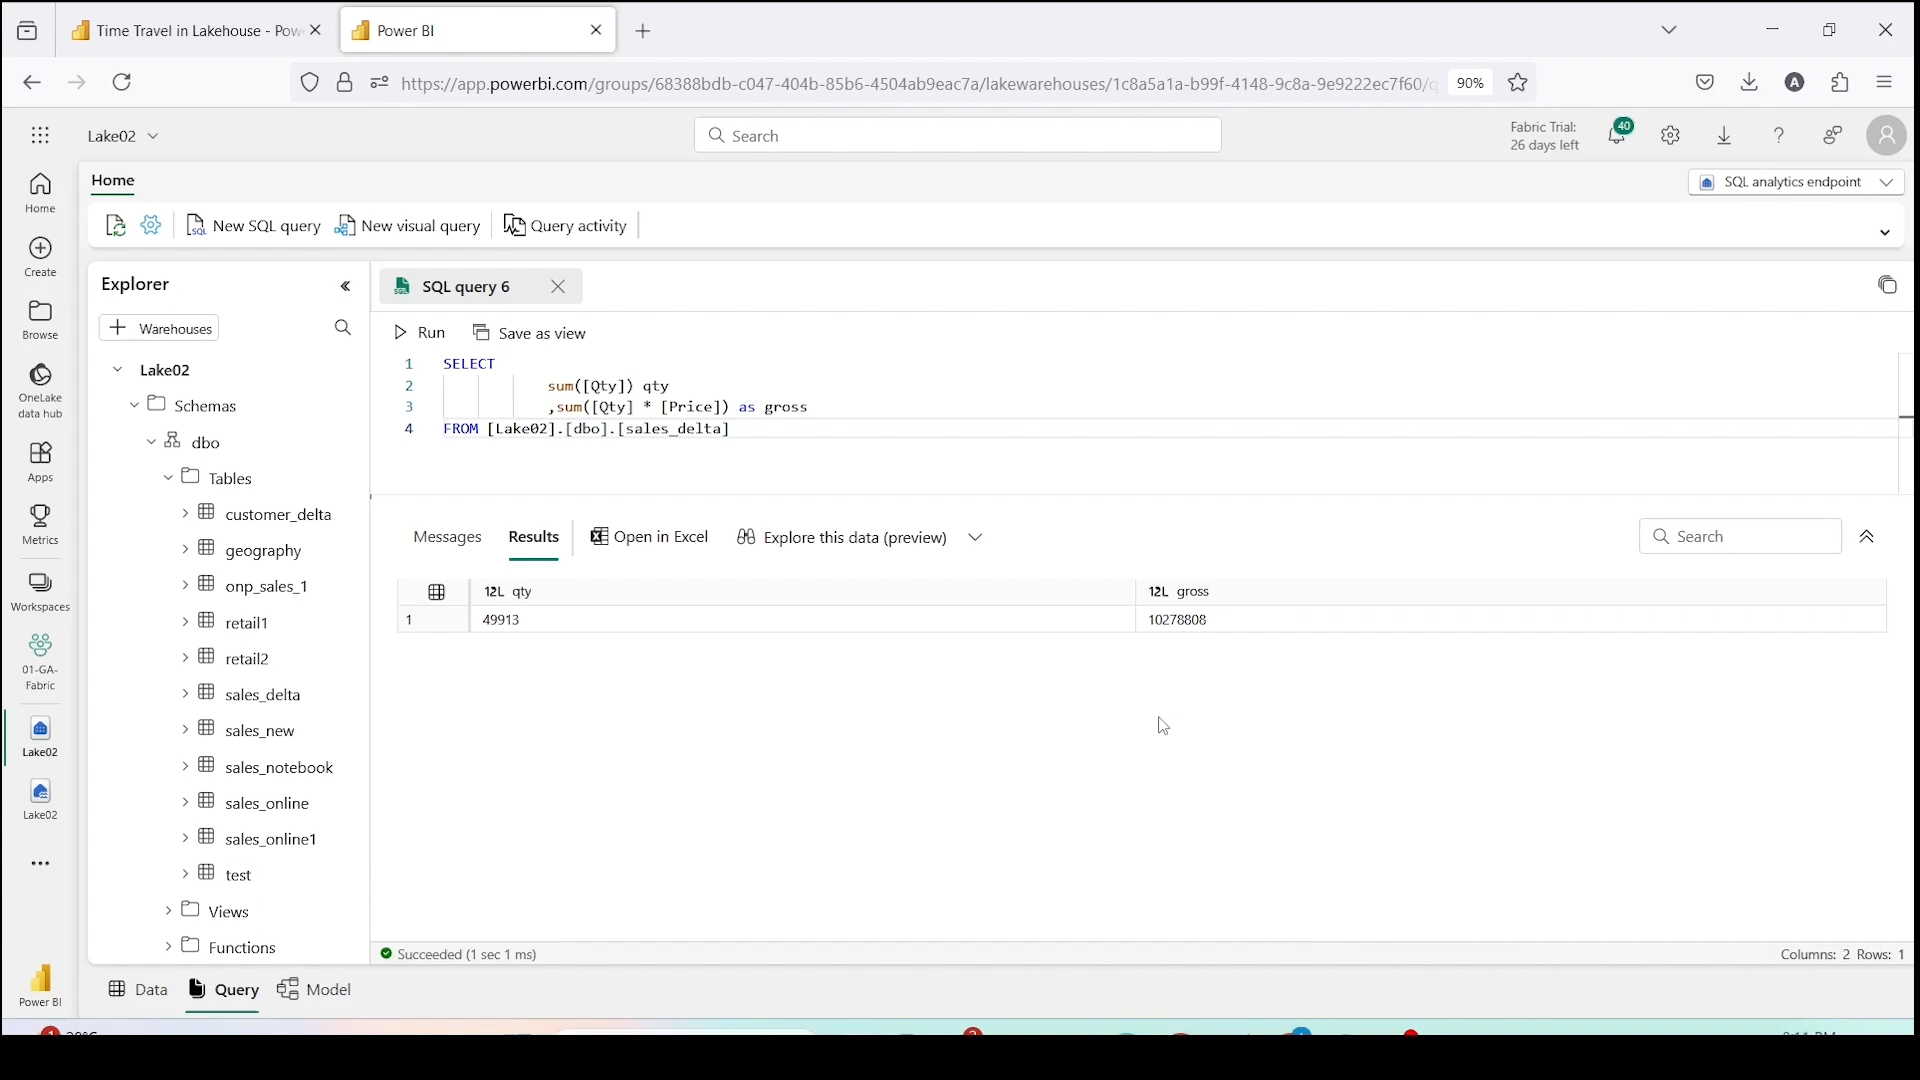 Time Travel in Lakehouse - Pow
Power BI
https://app.powerbi.com/groups/68388bdb-c047-404b-85b6-4504ab9eac7a/lakewarehouses/1c8a5a1a-b99f-4148-9c8a-9e9222ec7f60/q
90%
A
Lake02
Search
Fabric Trial:
26 days left
40
Home
SQL analytics endpoint
New SQL query
New visual query
Query activity
Home
Create
Browse
OneLake
data hub
Apps
Metrics
Workspaces
01-GA-
Fabric
Lake02
Lake02
Power BI
Explorer
Warehouses
Lake02
Schemas
dbo
Tables
customer_delta
geography
onp_sales_1
retail1
retail2
sales_delta
sales_new
sales_notebook
sales_online
sales_online1
test
Views
Functions
SQL query 6
Run
Save as view
1 SELECT
2 sum([Qty]) qty
3 ,sum([Qty] * [Price]) as gross
4 FROM [Lake02].[dbo].[sales_delta]
Messages
Results
Open in Excel
Explore this data (preview)
Search
12L qty
12L gross
1 49913 10278808
Succeeded (1 sec 1 ms)
Columns: 2 Rows: 1
Data
Query
Model